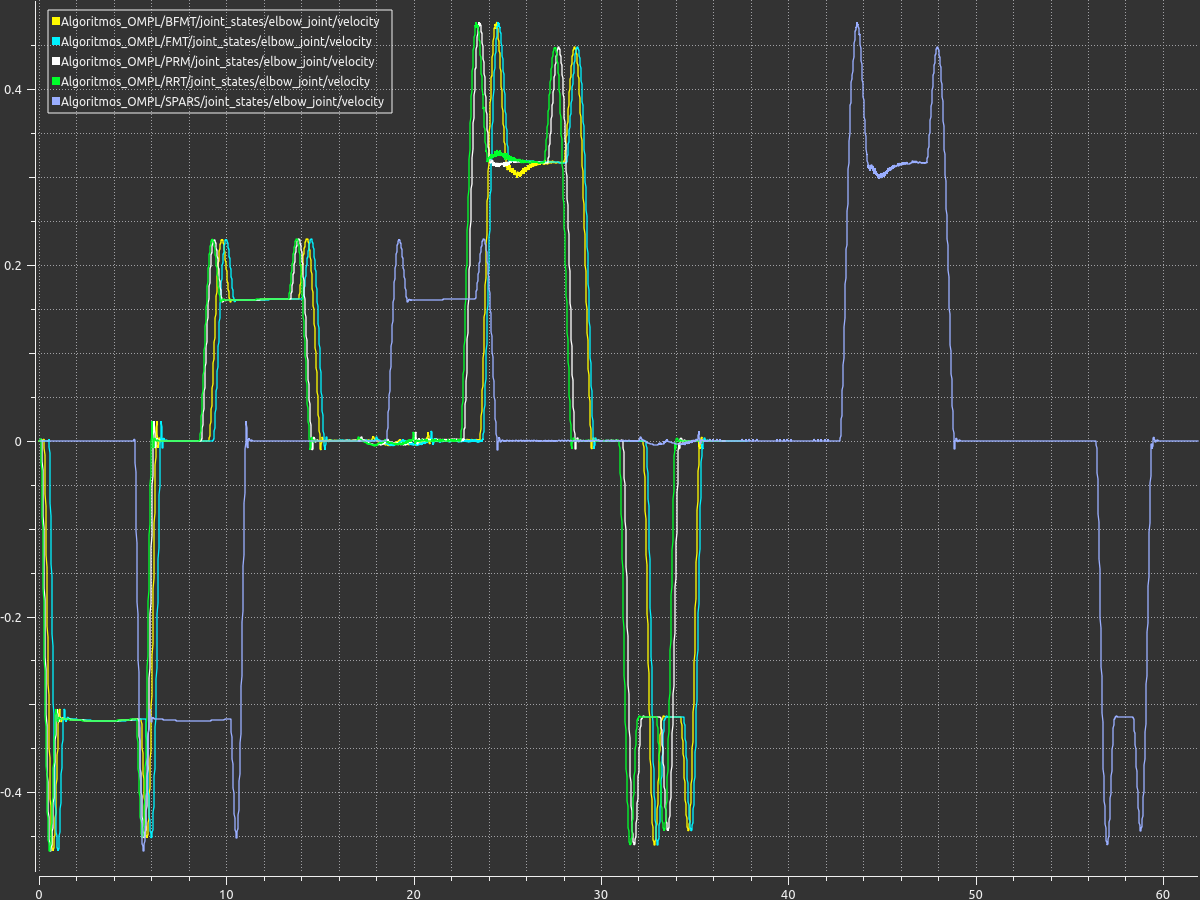 Algoritmos_OMPL/BFMT/joint_states/elbow_joint/velocity
Algoritmos_OMPL/FMT/joint_states/elbow_joint/velocity
Algoritmos_OMPL/PRM/joint_states/elbow_joint/velocity
Algoritmos_OMPL/RRT/joint_states/elbow_joint/velocity
Algoritmos_OMPL/SPARS/joint_states/elbow_joint/velocity
0.4
0.2
0
-0.2
-0.4
0 10 20 30 40 50 60